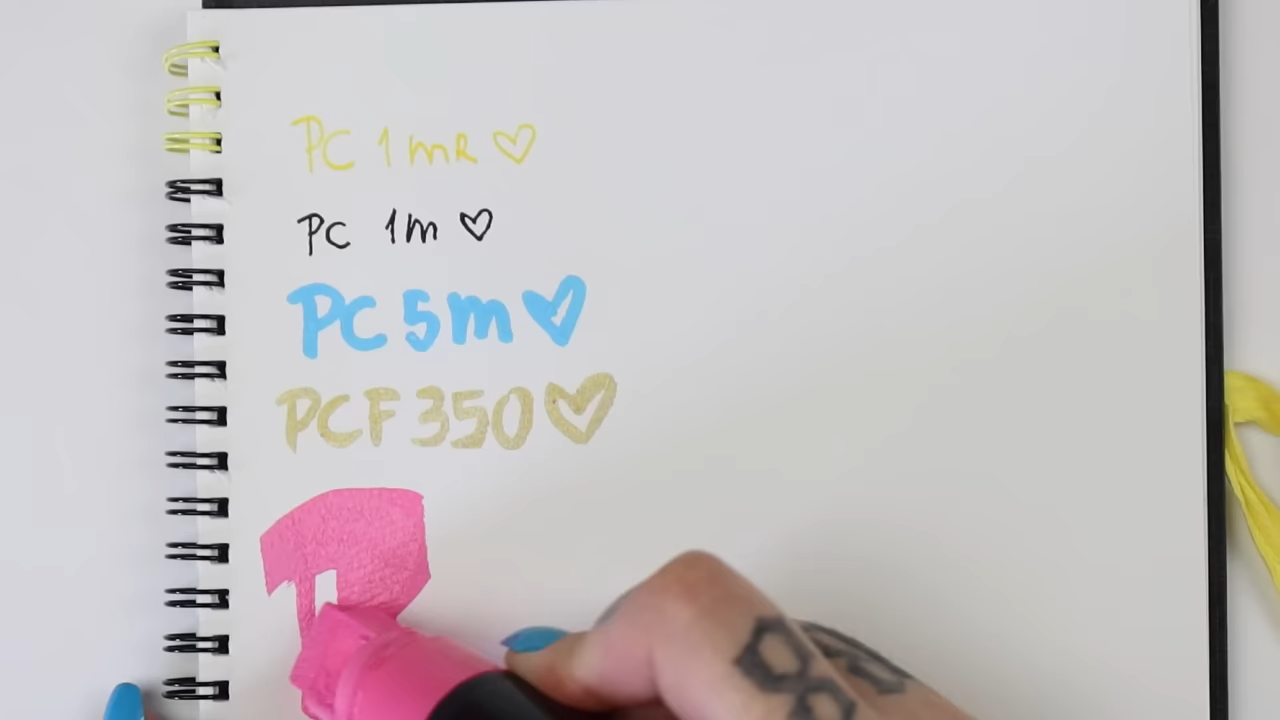 PC 1mR ♡
PC 1m ♡
PC 5m ♡
PCF 350 ♡